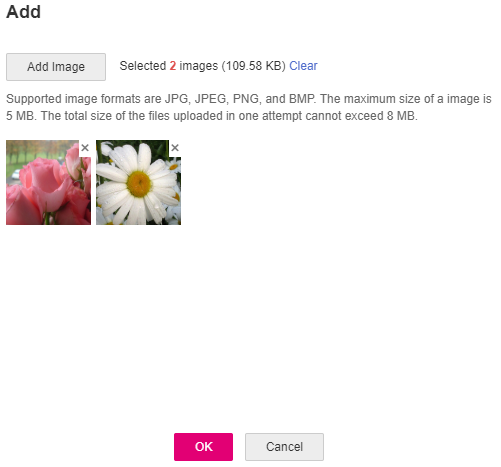 Add
Add Image Selected 2 images (109.58 KB) Clear
Supported image formats are JPG, JPEG, PNG, and BMP. The maximum size of a image is
5 MB. The total size of the files uploaded in one attempt cannot exceed 8 MB.
OK Cancel